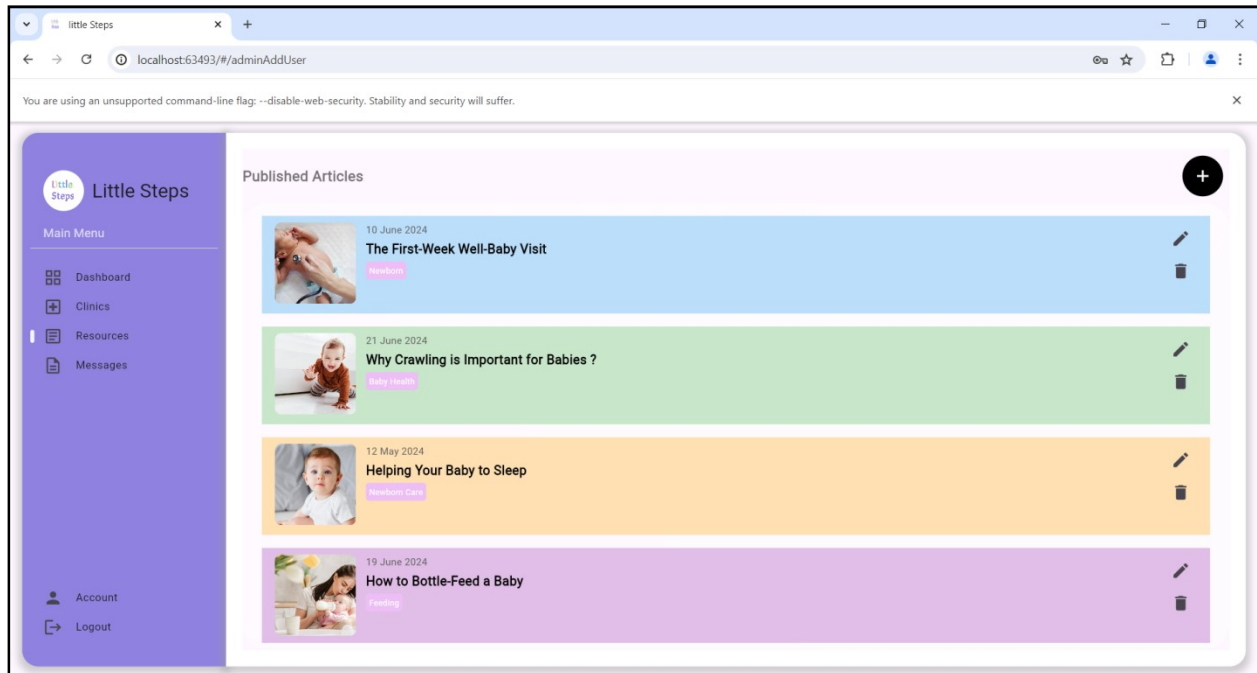 little Steps
localhost:63493/#/adminAddUser
You are using an unsupported command-line flag: --disable-web-security. Stability and security will suffer.
Little Steps
Little Steps
Main Menu
Dashboard
Clinics
Resources
Messages
Account
Logout
Published Articles
10 June 2024
The First-Week Well-Baby Visit
Newborn
21 June 2024
Why Crawling is Important for Babies ?
Baby Health
12 May 2024
Helping Your Baby to Sleep
Newborn Care
19 June 2024
How to Bottle-Feed a Baby
Feeding